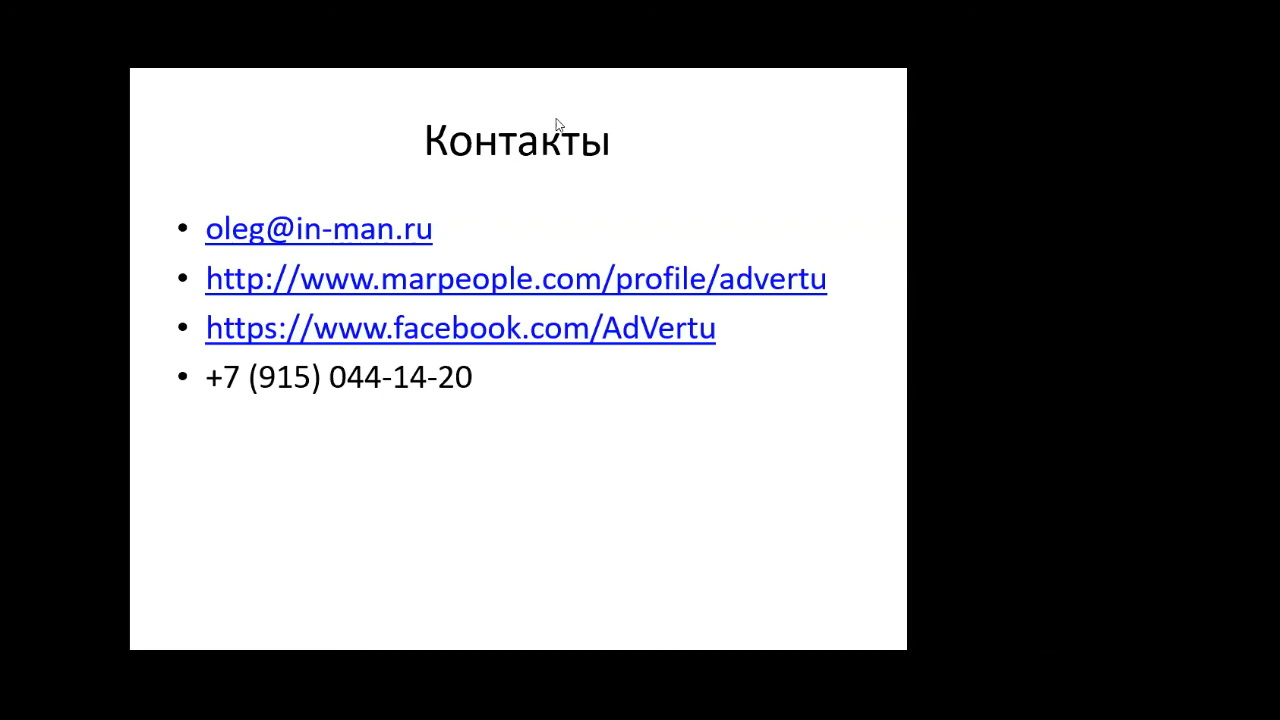 Контакты
• oleg@in-man.ru
• http://www.marpeople.com/profile/advertu
• https://www.facebook.com/AdVertu
• +7 (915) 044-14-20